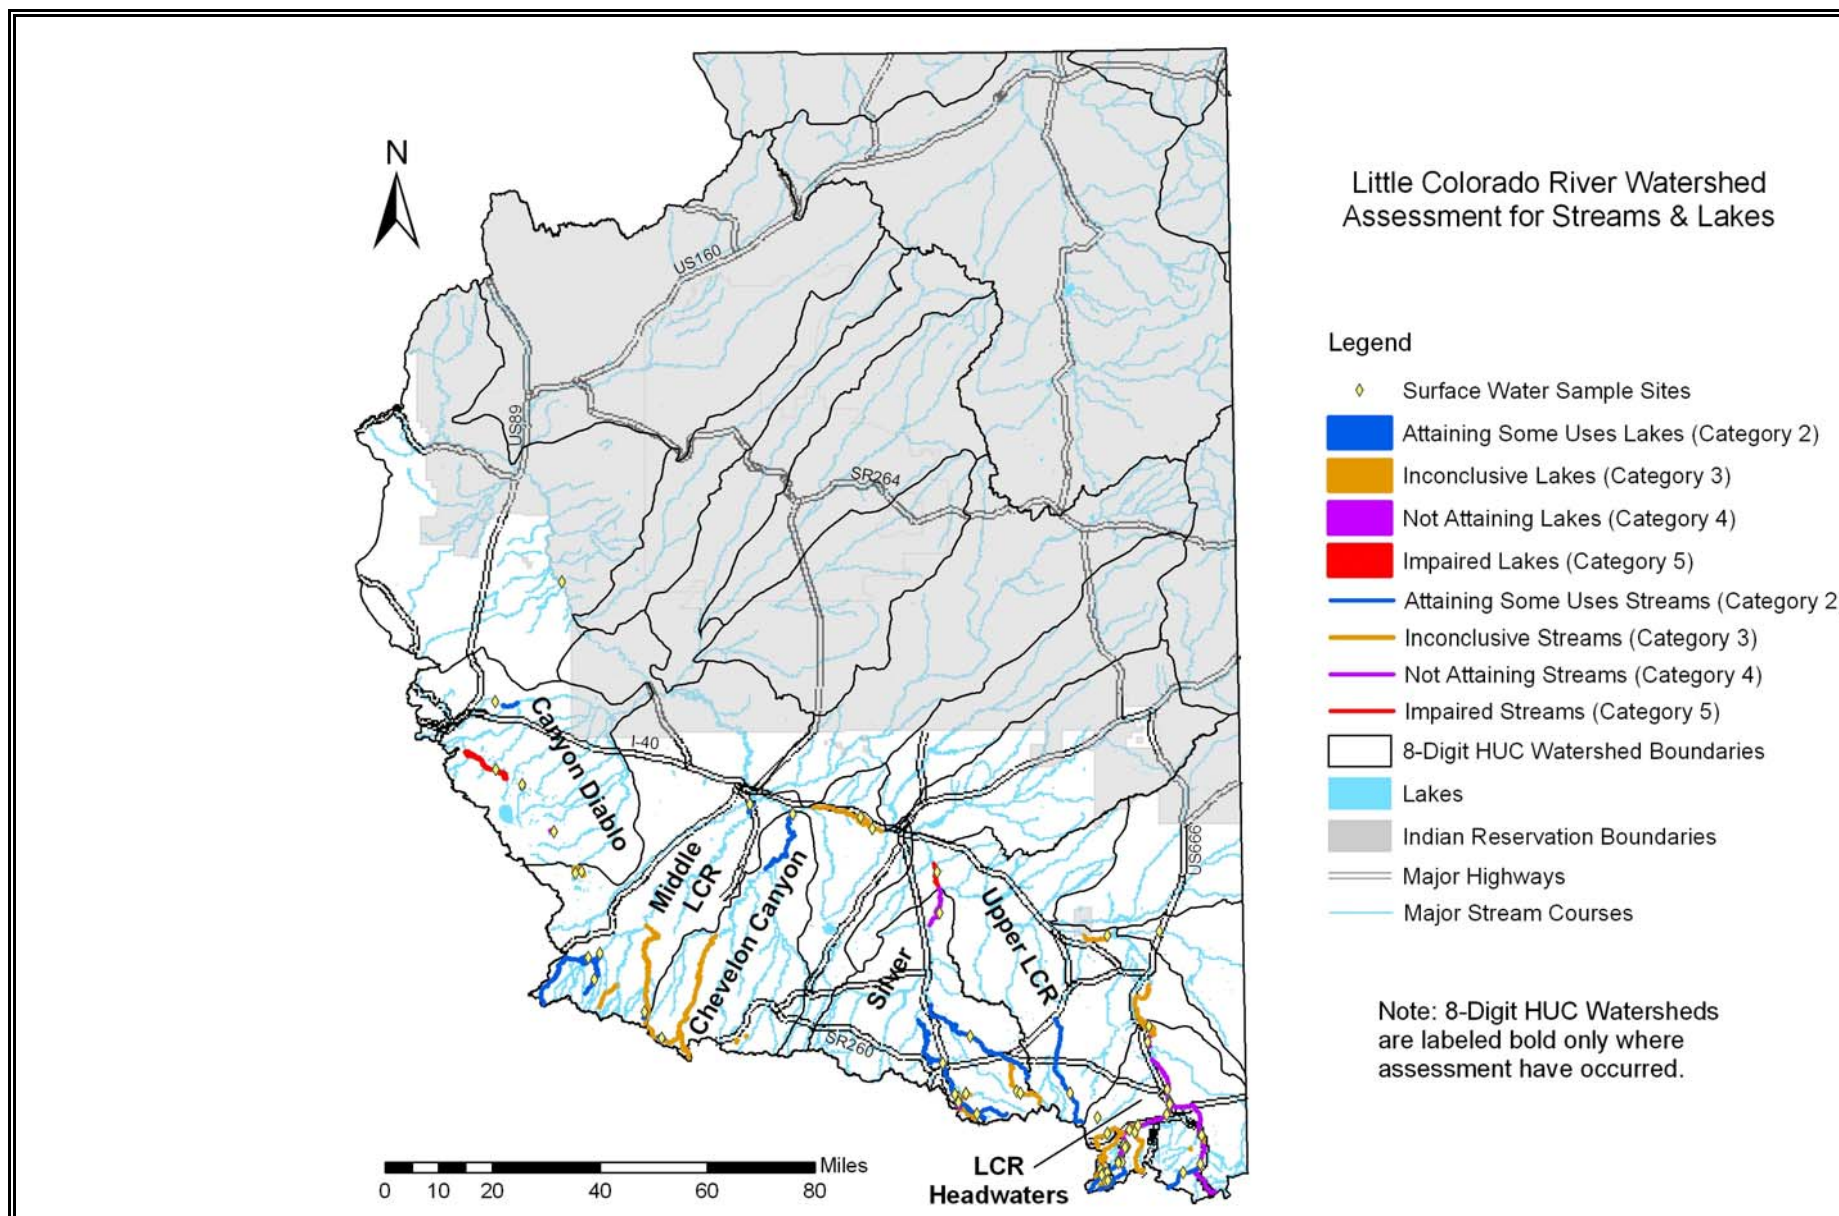 N
Little Colorado River Watershed
Assessment for Streams & Lakes
Legend
Surface Water Sample Sites
Attaining Some Uses Lakes (Category 2)
Inconclusive Lakes (Category 3)
Not Attaining Lakes (Category 4)
Impaired Lakes (Category 5)
Attaining Some Uses Streams (Category 2
Inconclusive Streams (Category 3)
Not Attaining Streams (Category 4)
Impaired Streams (Category 5)
8-Digit HUC Watershed Boundaries
Lakes
Indian Reservation Boundaries
Major Highways
Major Stream Courses
Note: 8-Digit HUC Watersheds
are labeled bold only where
assessment have occurred.
US160
US89
SR264
I-40
Canyon Diablo
Middle
LCR
Chevelon Canyon
Silver
Upper LCR
US666
SR260
LCR
Headwaters
Miles
0 10 20 40 60 80